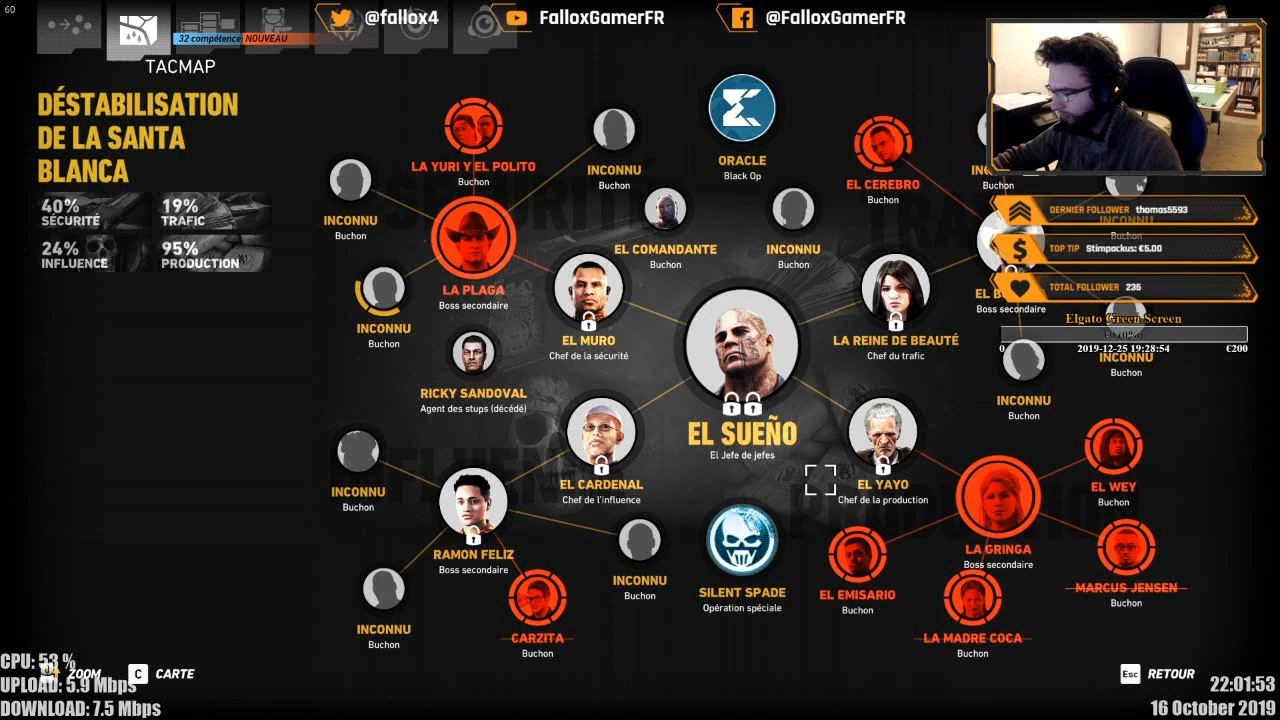 60
@fallox4
FalloxGamerFR
@FalloxGamerFR
32 compétence
NOUVEAU
TACMAP
DÉSTABILISATION
DE LA SANTA
BLANCA
40%
SÉCURITÉ
19%
TRAFIC
24%
INFLUENCE
95%
PRODUCTION
LA YURI Y EL POLITO
Buchon
INCONNU
Buchon
ORACLE
Black Op
EL CEREBRO
Buchon
Buchon
INCONNU
Buchon
DERNIER FOLLOWER thomas5593
INCONNU
Buchon
TOP TIP Stimpackus: €5.00
EL COMANDANTE
Buchon
INCONNU
Buchon
LA PLAGA
Boss secondaire
TOTAL FOLLOWER 236
Boss secondaire
Elgato Green Screen
0
2019-12-25 19:28:54
€200
INCONNU
Buchon
INCONNU
Buchon
EL MURO
Chef de la sécurité
LA REINE DE BEAUTÉ
Chef du trafic
RICKY SANDOVAL
Agent des stups (décédé)
INCONNU
Buchon
EL SUEÑO
El Jefe de jefes
INCONNU
Buchon
EL CARDENAL
Chef de l'influence
EL YAYO
Chef de la production
EL WEY
Buchon
RAMON FELIZ
Boss secondaire
LA GRINGA
Boss secondaire
INCONNU
Buchon
SILENT SPADE
Opération spéciale
EL EMISARIO
Buchon
MARCUS JENSEN
Buchon
INCONNU
Buchon
CARZITA
Buchon
LA MADRE COCA
Buchon
CPU: 53 %
ZOOM
C CARTE
UPLOAD: 5.9 Mbps
DOWNLOAD: 7.5 Mbps
Esc RETOUR
22:01:53
16 October 2019